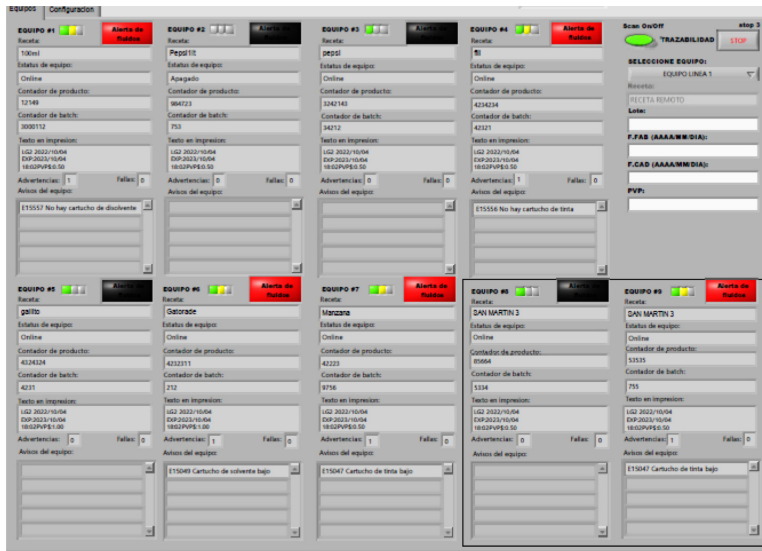 Equipos Configuracion
EQUIPO #1
Alerta de fluidos
Receta:
100ml
Estatus de equipo:
Online
Contador de producto:
12149
Contador de batch:
3000112
Texto en impresion:
LG2 2022/10/04
EXP:2023/10/04
18:02PVP$:0.50
Advertencias: 1 Fallas: 0
Avisos del equipo:
E15557 No hay cartucho de disolvente
EQUIPO #2
Alerta de fluidos
Receta:
Pepsi1lt
Estatus de equipo:
Apagado
Contador de producto:
984723
Contador de batch:
753
Texto en impresion:
LG2 2022/10/04
EXP:2023/10/04
18:02PVP$:0.50
Advertencias: 0 Fallas: 0
Avisos del equipo:
EQUIPO #3
Alerta de fluidos
Receta:
pepsi
Estatus de equipo:
Online
Contador de producto:
3242143
Contador de batch:
34212
Texto en impresion:
LG2 2022/10/04
EXP:2023/10/04
18:02PVP$:0.50
Advertencias: 0 Fallas: 0
Avisos del equipo:
EQUIPO #4
Alerta de fluidos
Receta:
Estatus de equipo:
Online
Contador de producto:
4234234
Contador de batch:
42321
Texto en impresion:
LG2 2022/10/04
EXP:2023/10/04
18:02PVP$:0.50
Advertencias: 1 Fallas: 0
Avisos del equipo:
E15556 No hay cartucho de tinta
Scan On/Off
stop 3
TRAZABILIDAD
STOP
SELECCIONE EQUIPO:
EQUIPO LINEA 1
Receta:
RECETA REMOTO
Lote:
F.FAB (AAAA/MM/DIA):
F.CAD (AAAA/MM/DIA):
PVP:
EQUIPO #5
Alerta de fluidos
Receta:
gallito
Estatus de equipo:
Online
Contador de producto:
4324324
Contador de batch:
4231
Texto en impresion:
LG2 2022/10/04
EXP:2023/10/04
18:02PVP$:1.00
Advertencias: 0 Fallas: 0
Avisos del equipo:
EQUIPO #6
Alerta de fluidos
Receta:
Gatorade
Estatus de equipo:
Online
Contador de producto:
4232311
Contador de batch:
212
Texto en impresion:
LG2 2022/10/04
EXP:2023/10/04
18:02PVP$:1.00
Advertencias: 1 Fallas: 0
Avisos del equipo:
E15049 Cartucho de solvente bajo
EQUIPO #7
Alerta de fluidos
Receta:
Manzana
Estatus de equipo:
Online
Contador de producto:
42223
Contador de batch:
9756
Texto en impresion:
LG2 2022/10/04
EXP:2023/10/04
18:02PVP$:0.50
Advertencias: 1 Fallas: 0
Avisos del equipo:
E15047 Cartucho de tinta bajo
EQUIPO #8
Alerta de fluidos
Receta:
SAN MARTIN 3
Estatus de equipo:
Online
Contador de producto:
85664
Contador de batch:
5334
Texto en impresion:
LG2 2022/10/04
EXP:2023/10/04
18:02PVP$:0.50
Advertencias: 0 Fallas: 0
Avisos del equipo:
EQUIPO #9
Alerta de fluidos
Receta:
SAN MARTIN 3
Estatus de equipo:
Online
Contador de producto:
53535
Contador de batch:
755
Texto en impresion:
LG2 2022/10/04
EXP:2023/10/04
18:02PVP$:0.50
Advertencias: 1 Fallas: 0
Avisos del equipo:
E15047 Cartucho de tinta bajo